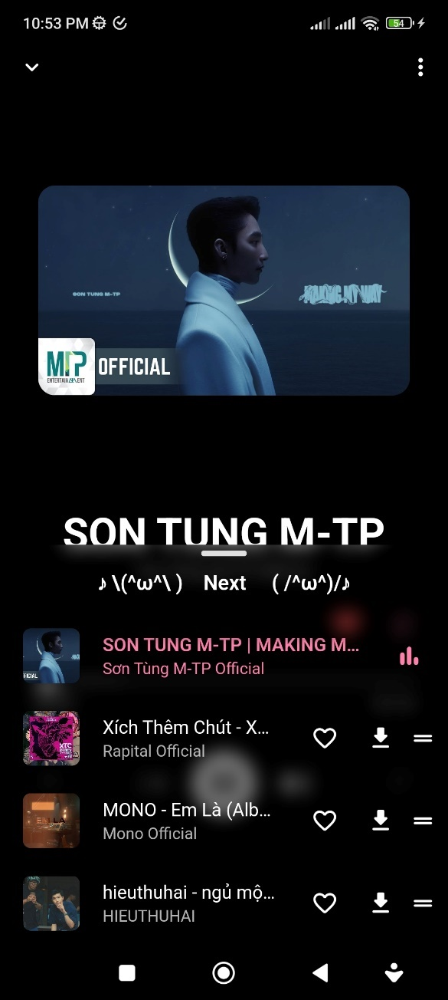 10:53 PM
54
SON TUNG M-TP
MAKING MY WAY
MTP
ENTERTAINMENT
OFFICIAL
SON TUNG M-TP
♪ \(^ω^\ ) Next ( /^ω^)/♪
SON TUNG M-TP | MAKING M...
Sơn Tùng M-TP Official
Xích Thêm Chút - X...
Rapital Official
MONO - Em Là (Alb...
Mono Official
hieuthuhai - ngủ mộ...
HIEUTHUHAI